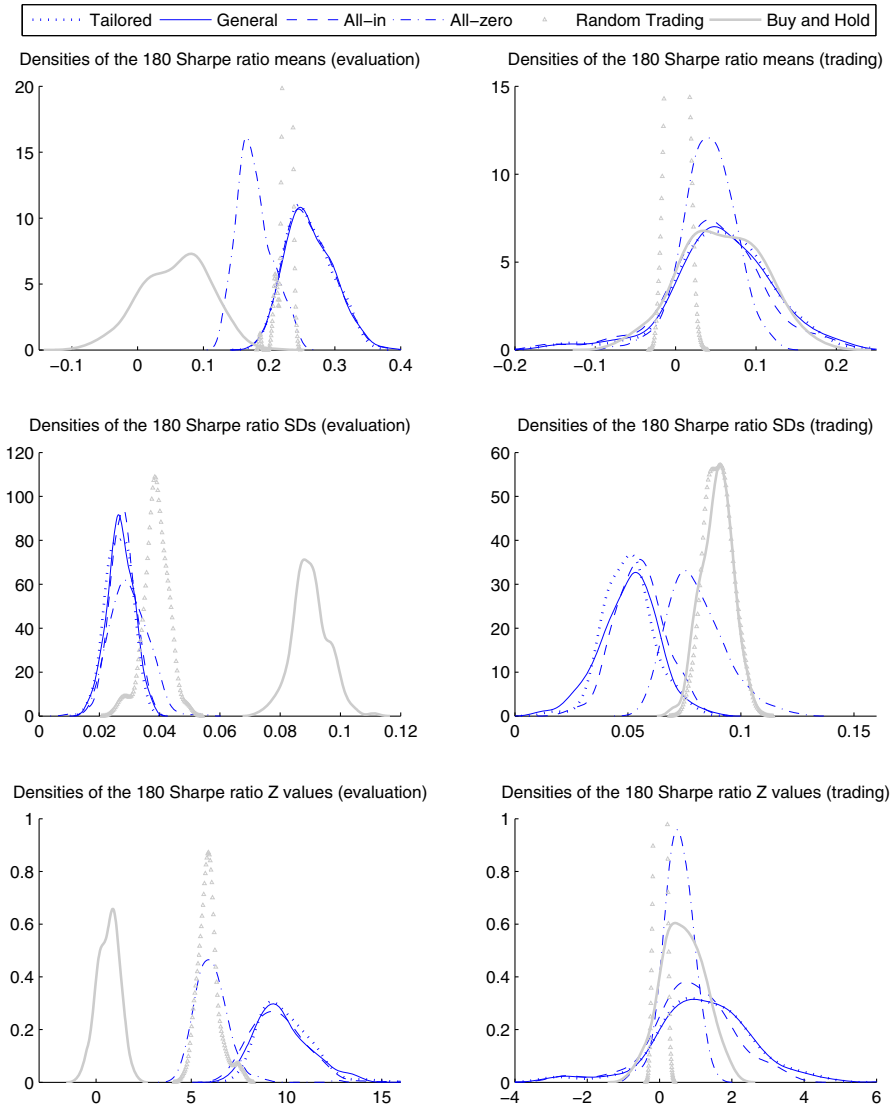 Tailored General All-in All-zero Random Trading Buy and Hold
Densities of the 180 Sharpe ratio means (evaluation)
20
15
10
5
0
−0.1 0 0.1 0.2 0.3 0.4
Densities of the 180 Sharpe ratio means (trading)
15
10
5
0
−0.2 −0.1 0 0.1 0.2
Densities of the 180 Sharpe ratio SDs (evaluation)
120
100
80
60
40
20
0
0 0.02 0.04 0.06 0.08 0.1 0.12
Densities of the 180 Sharpe ratio SDs (trading)
60
50
40
30
20
10
0
0 0.05 0.1 0.15
Densities of the 180 Sharpe ratio Z values (evaluation)
1
0.8
0.6
0.4
0.2
0
0 5 10 15
Densities of the 180 Sharpe ratio Z values (trading)
1
0.8
0.6
0.4
0.2
0
−4 −2 0 2 4 6